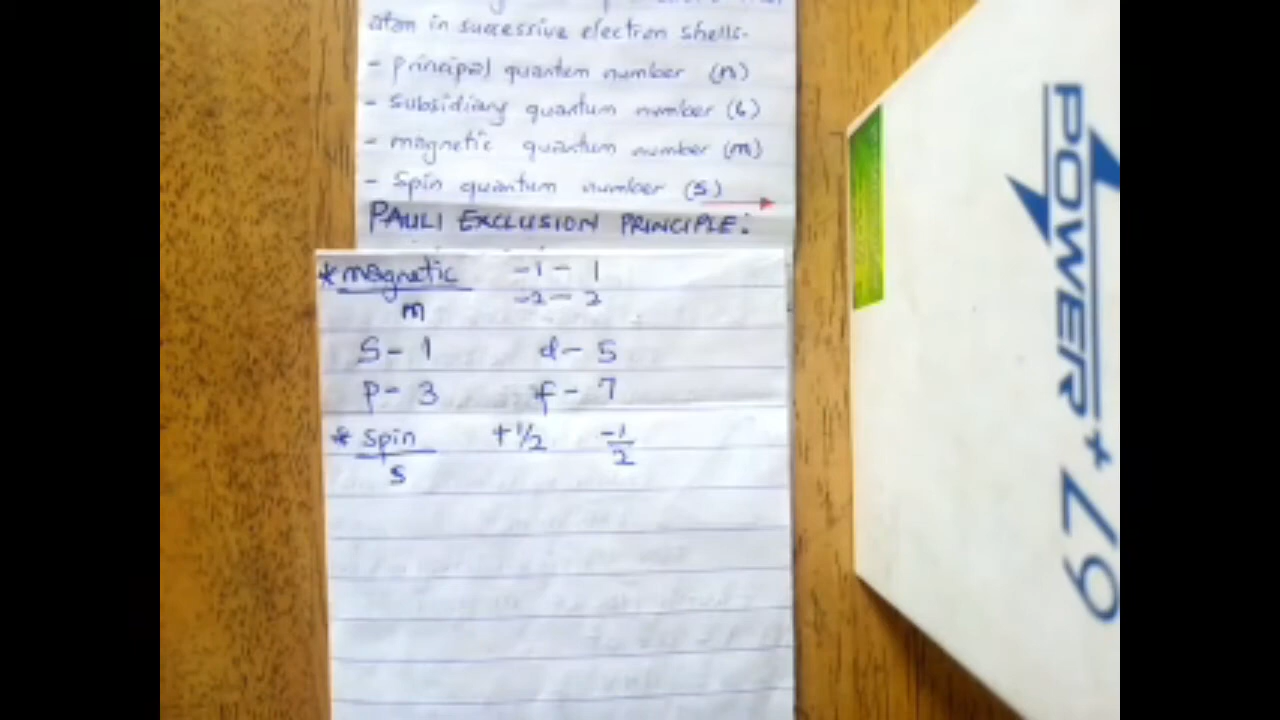 atom in successive electron shells.
- Principal quantum number (n)
- Subsidiary quantum number (l)
- magnetic quantum number (m)
- Spin quantum number (s)
PAULI EXCLUSION PRINCIPLE:
* magnetic -1 - 1
m -2 - 2
S - 1 d - 5
P - 3 f - 7
* spin +1/2 -1/2
s
POWER+ L9